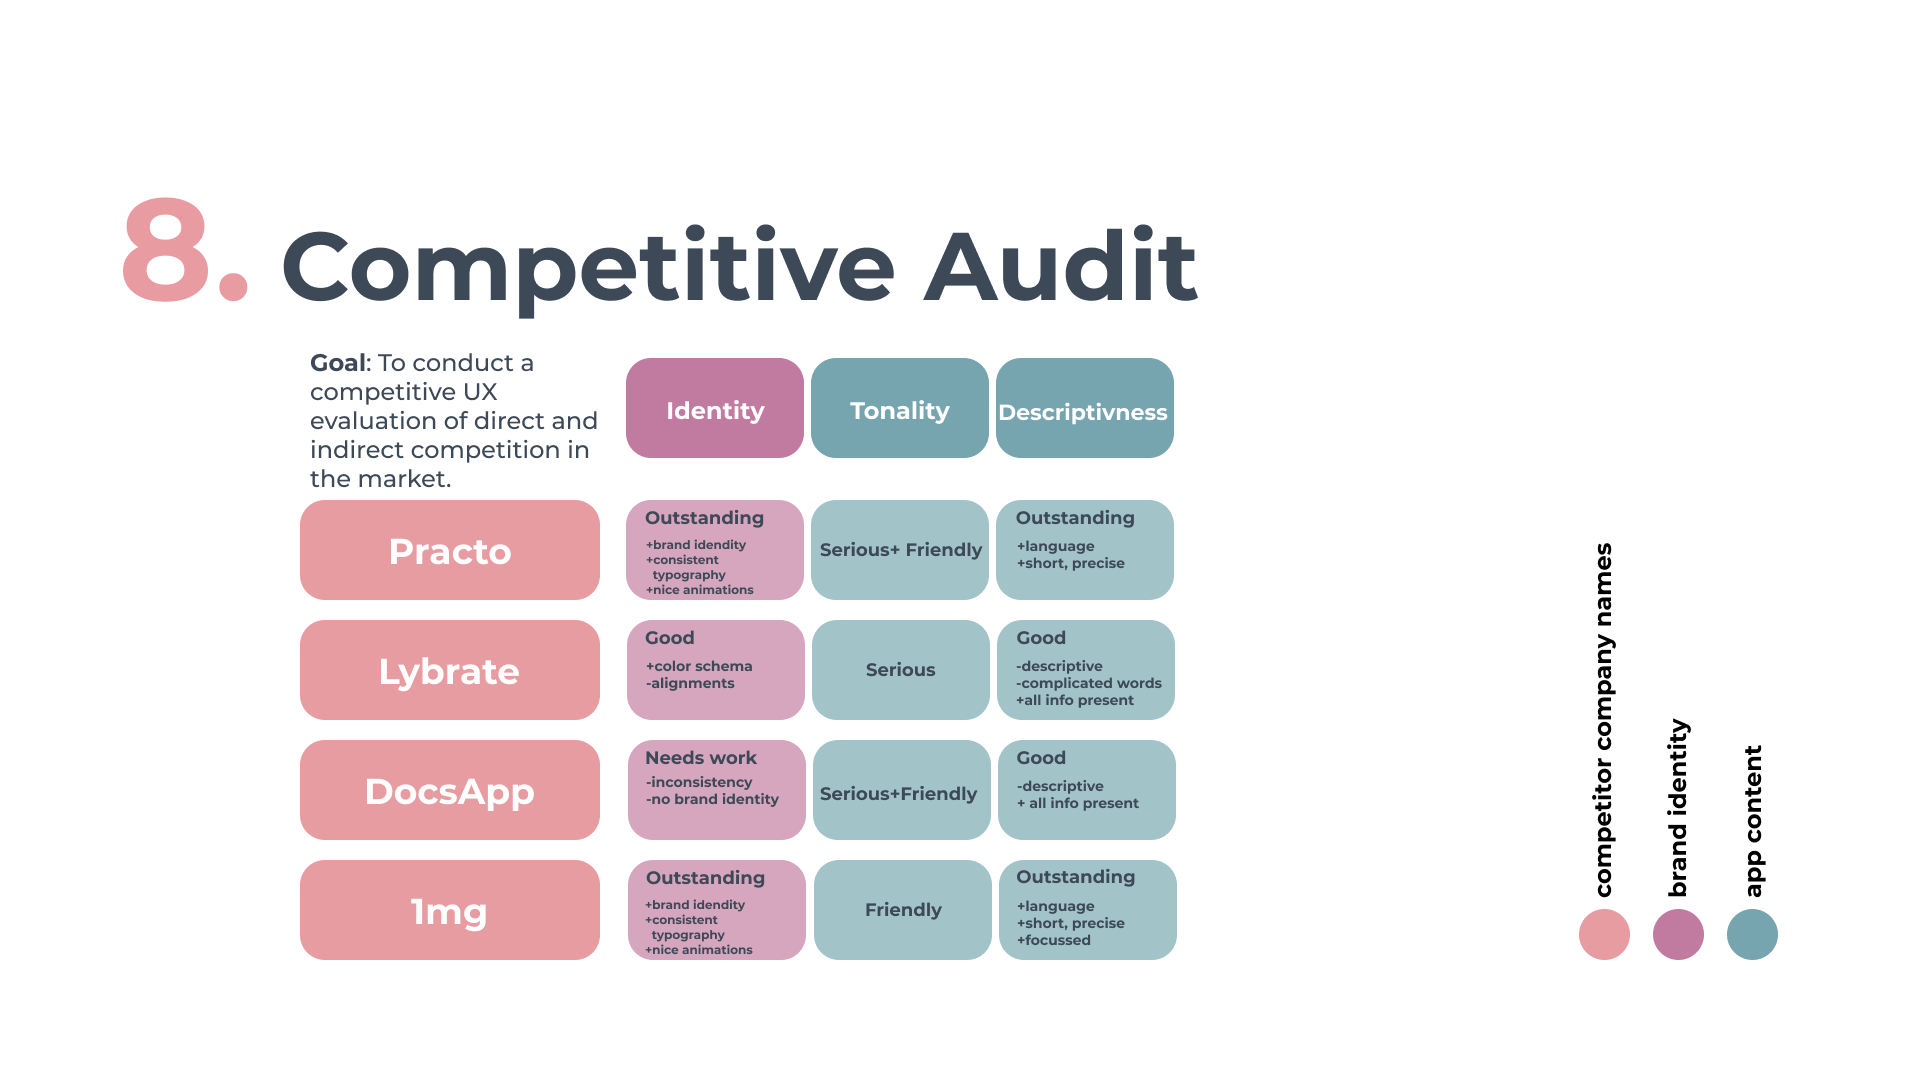 8. Competitive Audit
Goal: To conduct a
competitive UX
evaluation of direct and
indirect competition in
the market.
Identity
Tonality
Descriptivness
Practo
Outstanding
+brand idendity
+consistent
typography
+nice animations
Serious+ Friendly
Outstanding
+language
+short, precise
Lybrate
Good
+color schema
-alignments
Serious
Good
-descriptive
-complicated words
+all info present
DocsApp
Needs work
-inconsistency
-no brand identity
Serious+Friendly
Good
-descriptive
+ all info present
1mg
Outstanding
+brand idendity
+consistent
typography
+nice animations
Friendly
Outstanding
+language
+short, precise
+focussed
competitor company names
brand identity
app content